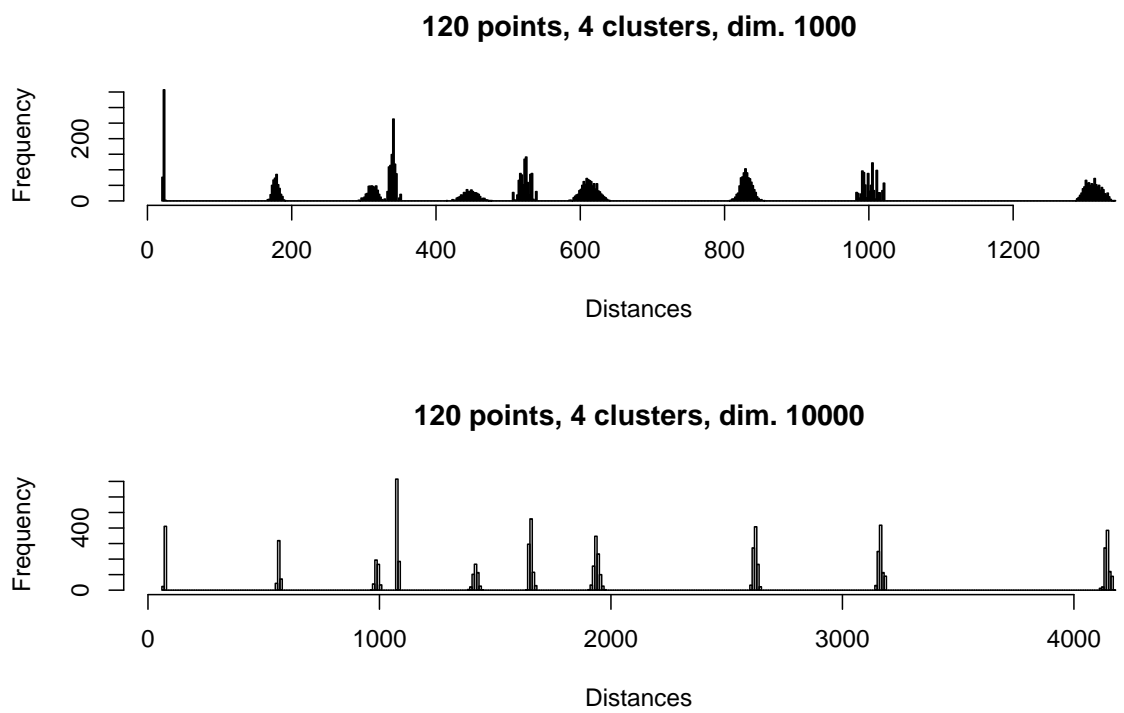 120 points, 4 clusters, dim. 1000
Frequency
0 200
0 200 400 600 800 1000 1200
Distances
120 points, 4 clusters, dim. 10000
Frequency
0 400
0 1000 2000 3000 4000
Distances